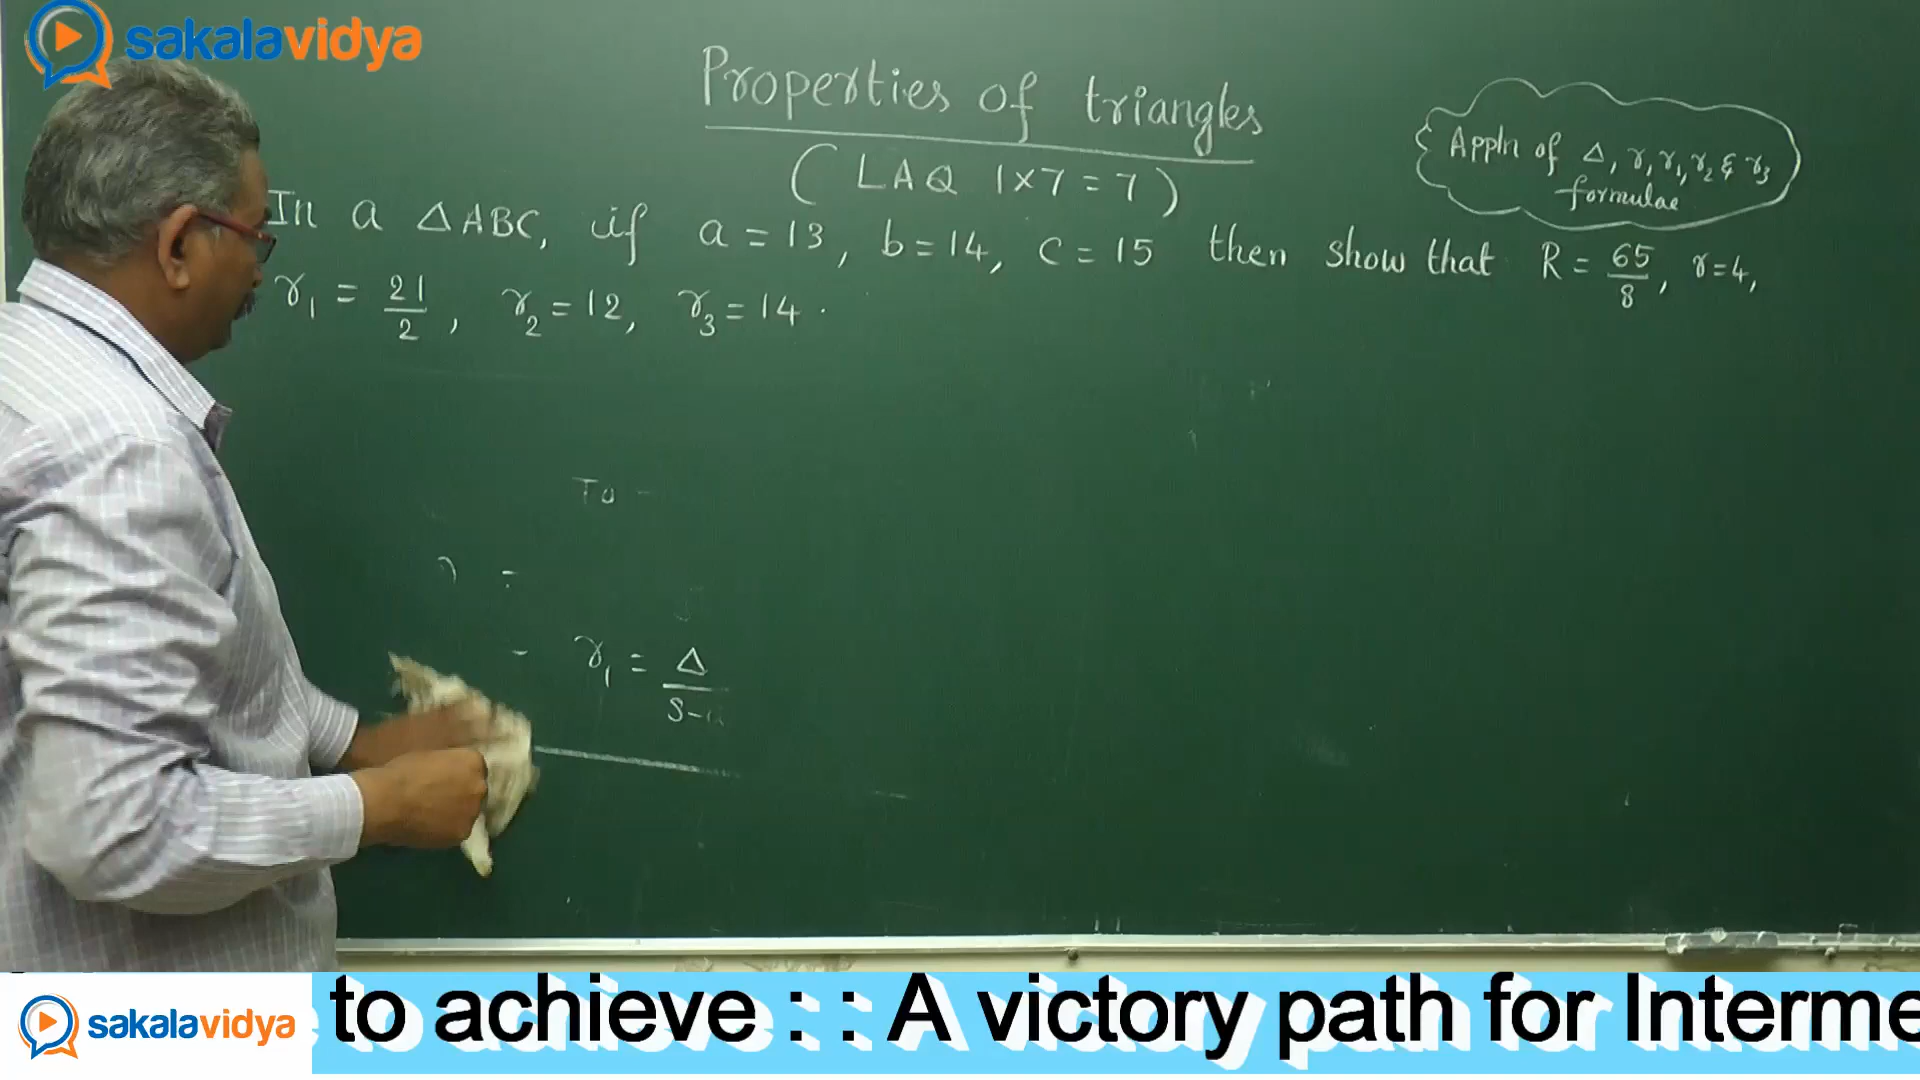 sakalavidya
Properties of triangles
(LAQ 1×7=7)
Appln of Δ, r, r₁, r₂ & r₃
formulae
In a ΔABC, if a = 13, b = 14, c = 15 then show that R = 65/8, r = 4,
r₁ = 21/2, r₂ = 12, r₃ = 14.
To
r₁ = Δ
sakalavidya
to achieve : : A victory path for Interme